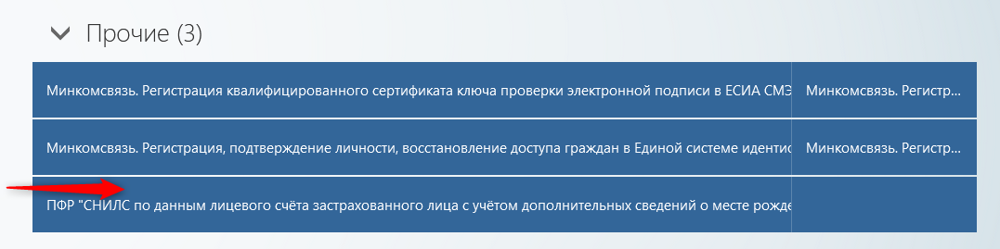 Прочие (3)
Минкомсвязь. Регистрация квалифицированного сертификата ключа проверки электронной подписи в ЕСИА СМЭ
Минкомсвязь. Регистр...
Минкомсвязь. Регистрация, подтверждение личности, восстановление доступа граждан в Единой системе идентис
Минкомсвязь. Регистр...
ПФР "СНИЛС по данным лицевого счёта застрахованного лица с учётом дополнительных сведений о месте рожде